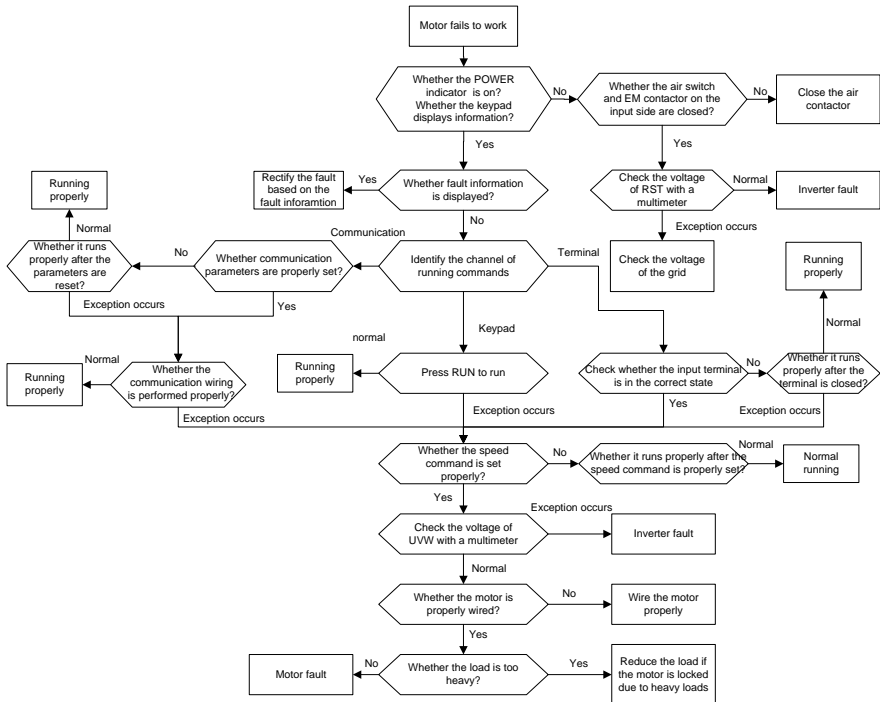 Motor fails to work
Whether the POWER
indicator is on?
Whether the keypad
displays information?
No
Whether the air switch
and EM contactor on the
input side are closed?
No
Close the air
contactor
Yes
Yes
Rectify the fault
based on the
fault inforamtion
Yes
Whether fault information
is displayed?
Check the voltage
of RST with a
multimeter
Normal
Inverter fault
Running
properly
Normal
No
Exception occurs
Communication
Whether it runs
properly after the
parameters are
reset?
No
Whether communication
parameters are properly set?
Identify the channel of
running commands
Terminal
Check the voltage
of the grid
Running
properly
Exception occurs
Yes
Keypad
Normal
normal
Running
properly
Normal
Whether the
communication wiring
is performed properly?
Running
properly
Press RUN to run
Check whether the input terminal
is in the correct state
No
Whether it runs
properly after the
terminal is closed?
Exception occurs
Exception occurs
Yes
Exception occurs
Whether the speed
command is set
properly?
No
Whether it runs properly after the
speed command is properly set?
Normal
Normal
running
Yes
Exception occurs
Check the voltage of
UVW with a multimeter
Inverter fault
Normal
Whether the motor is
properly wired?
No
Wire the motor
properly
Yes
Motor fault
No
Whether the load is too
heavy?
Yes
Reduce the load if
the motor is locked
due to heavy loads